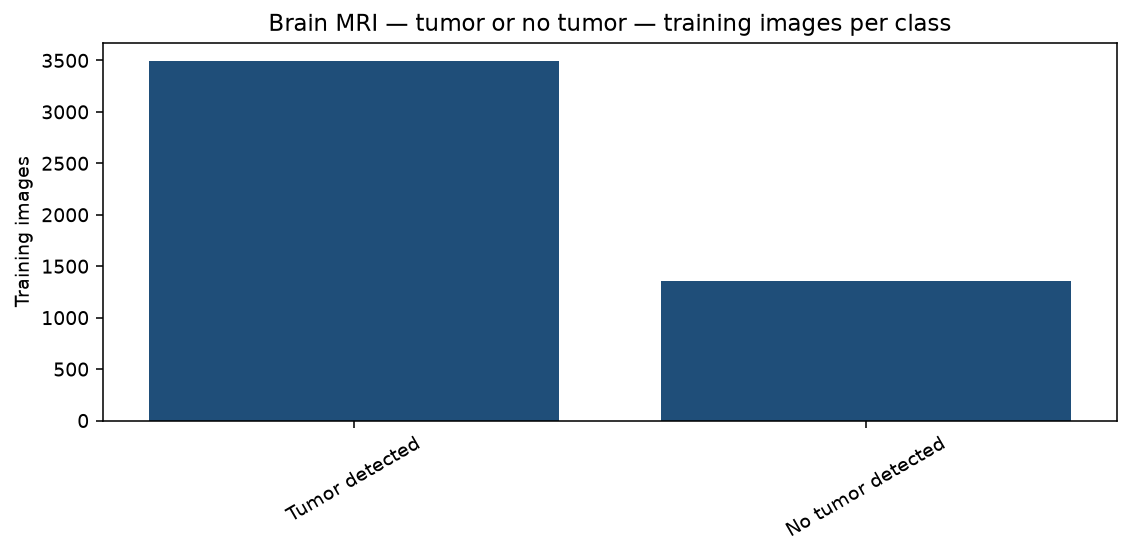 Brain MRI — tumor or no tumor — training images per class
Training images
3500
3000
2500
2000
1500
1000
500
0
Tumor detected
No tumor detected